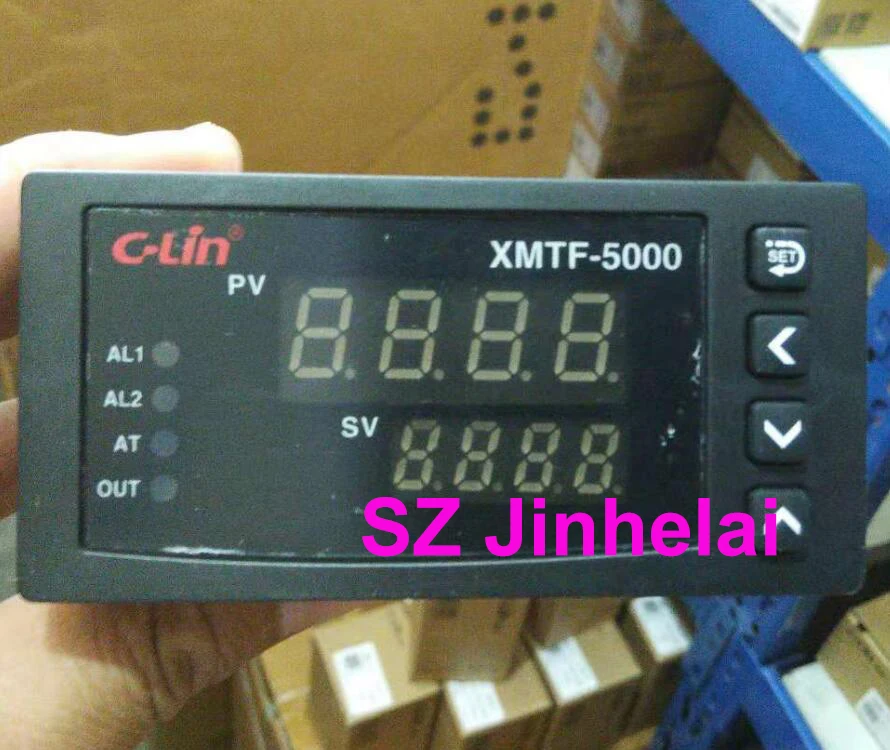 C-Lin®
XMTF-5000
SET
PV
8.8.8.8.
AL1
AL2
SV
8.8.8.8.
AT
OUT
SZ Jinhelai